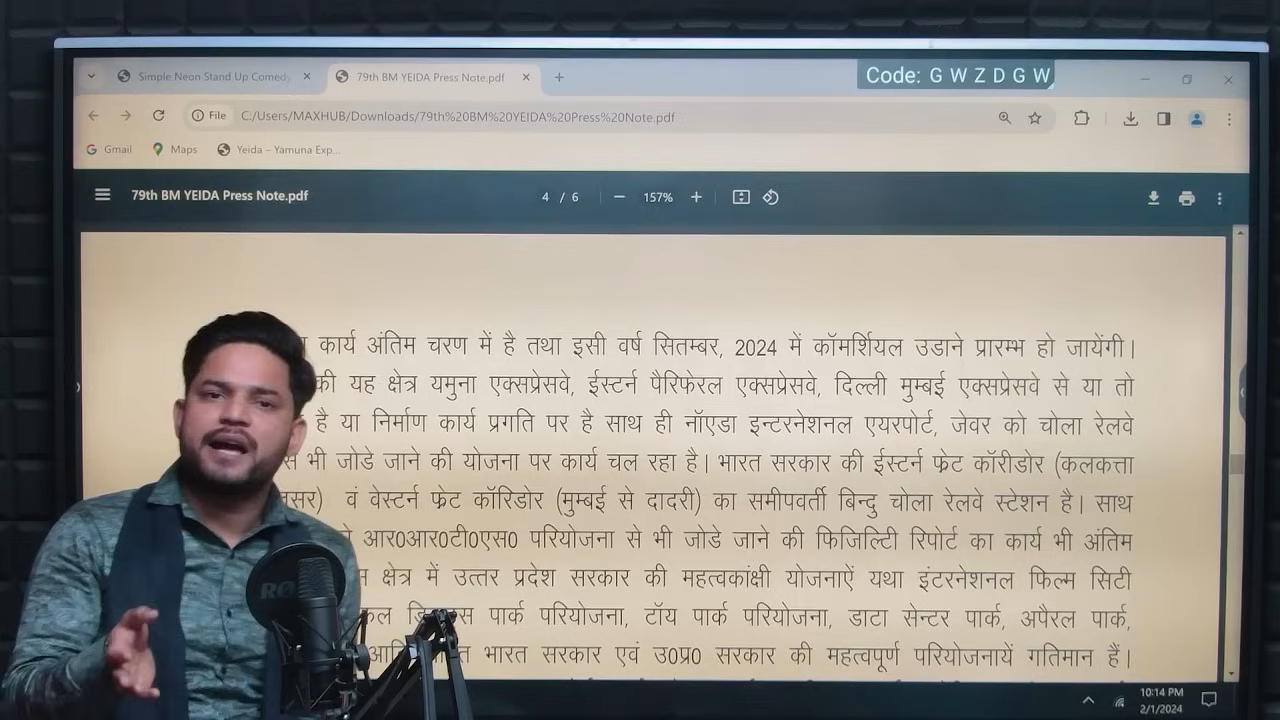 Simple Neon Stand Up Comedy
79th BM YEIDA Press Note.pdf
Code: G W Z D G W
File
C:/Users/MAXHUB/Downloads/79th%20BM%20YEIDA%20Press%20Note.pdf
Gmail
Maps
Yeida – Yamuna Exp...
79th BM YEIDA Press Note.pdf
4 / 6
157%
कार्य अंतिम चरण में है तथा इसी वर्ष सितम्बर, 2024 में कॉमर्शियल उडाने प्रारम्भ हो जायेंगी।
की यह क्षेत्र यमुना एक्सप्रेसवे, ईस्टर्न पैरिफेरल एक्सप्रेसवे, दिल्ली मुम्बई एक्सप्रेसवे से या तो
है या निर्माण कार्य प्रगति पर है साथ ही नॉएडा इन्टरनेशनल एयरपोर्ट, जेवर को चोला रेलवे
से भी जोडे जाने की योजना पर कार्य चल रहा है। भारत सरकार की ईस्टर्न फ्रेट कॉरीडोर (कलकत्ता
वं वेस्टर्न फ्रेट कॉरिडोर (मुम्बई से दादरी) का समीपवर्ती बिन्दु चोला रेलवे स्टेशन है। साथ
आर0आर0टी0एस0 परियोजना से भी जोडे जाने की फिजिल्टि रिपोर्ट का कार्य भी अंतिम
क्षेत्र में उत्तर प्रदेश सरकार की महत्वकांक्षी योजनाऐं यथा इंटरनेशनल फिल्म सिटी
पार्क परियोजना, टॉय पार्क परियोजना, डाटा सेन्टर पार्क, अपैरल पार्क,
भारत सरकार एवं उ0प्र0 सरकार की महत्वपूर्ण परियोजनायें गतिमान हैं।
10:14 PM
2/1/2024